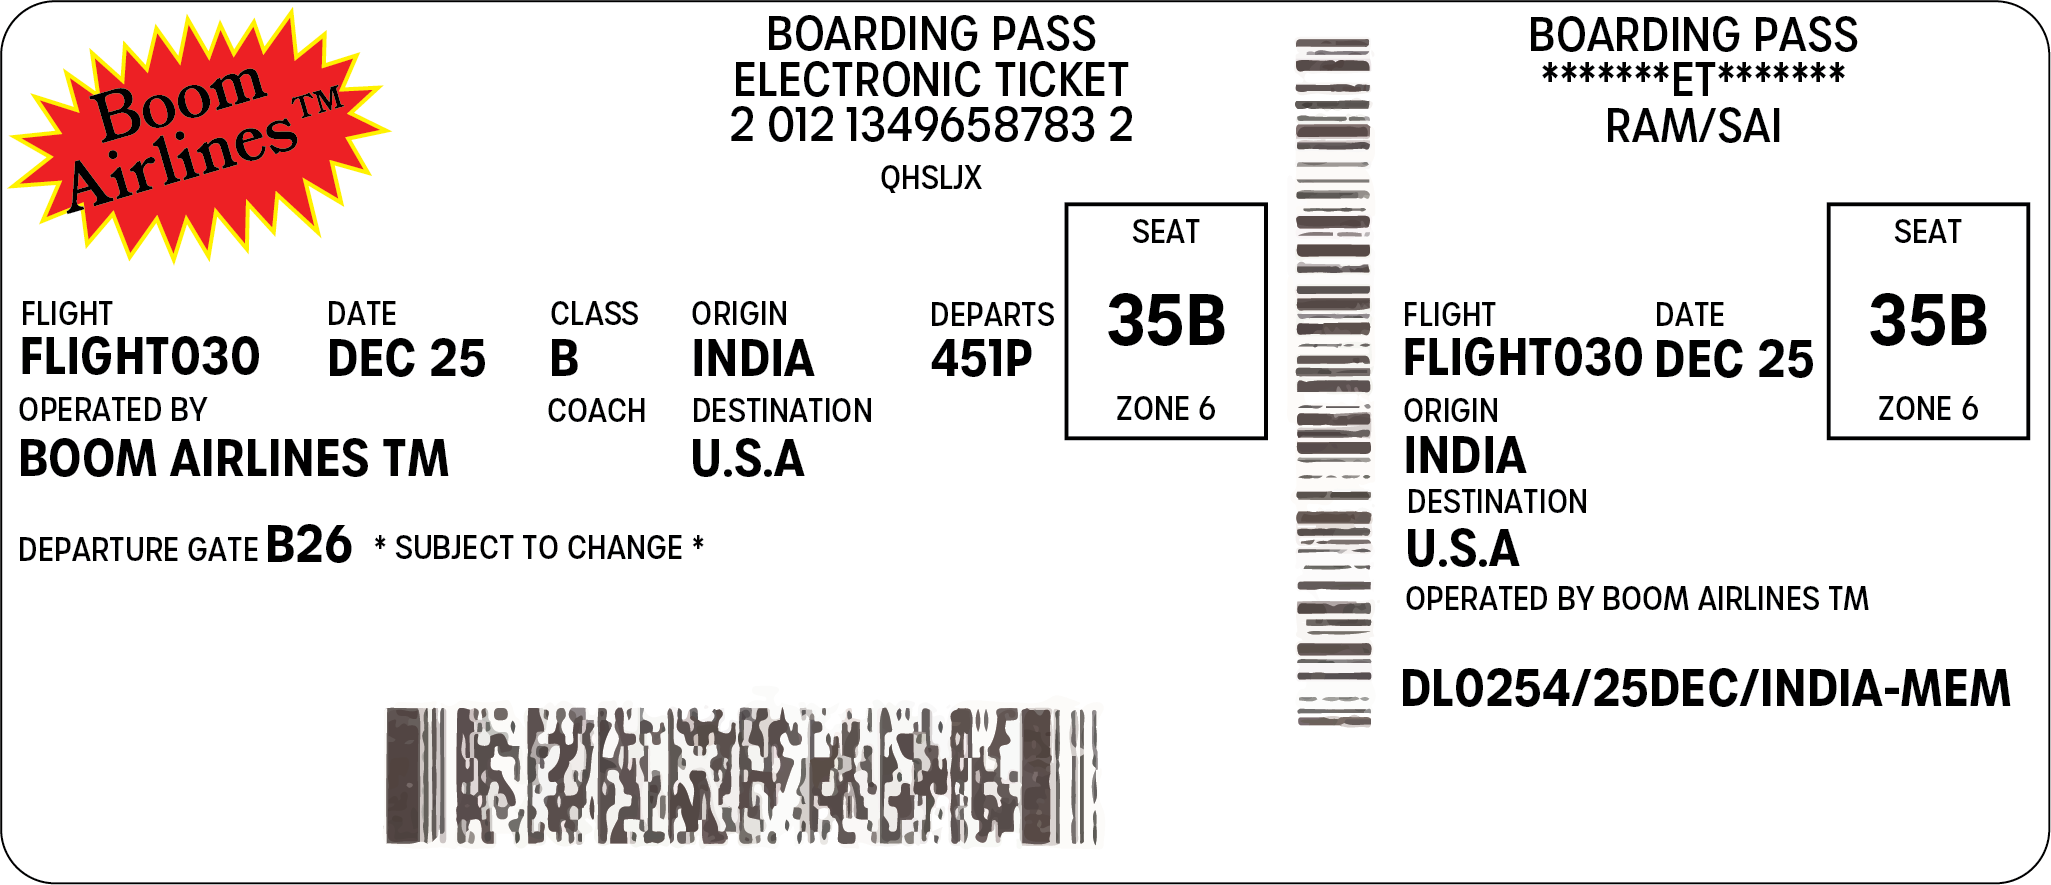 Boom
Airlines TM
BOARDING PASS
ELECTRONIC TICKET
2 012 1349658783 2
QHSLJX
SEAT
35B
ZONE 6
FLIGHT DATE CLASS ORIGIN DEPARTS
FLIGHT030 DEC 25 B INDIA 451P
OPERATED BY COACH DESTINATION
BOOM AIRLINES TM U.S.A
DEPARTURE GATE B26 * SUBJECT TO CHANGE *
BOARDING PASS
*******ET*******
RAM/SAI
SEAT
35B
ZONE 6
FLIGHT DATE
FLIGHT030 DEC 25
ORIGIN
INDIA
DESTINATION
U.S.A
OPERATED BY BOOM AIRLINES TM
DL0254/25DEC/INDIA-MEM